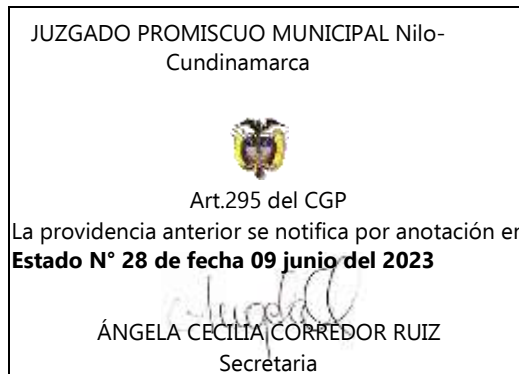 JUZGADO PROMISCUO MUNICIPAL Nilo-
Cundinamarca
Art.295 del CGP
La providencia anterior se notifica por anotación en
Estado N° 28 de fecha 09 junio del 2023
ÁNGELA CECILIA CORREDOR RUIZ
Secretaria